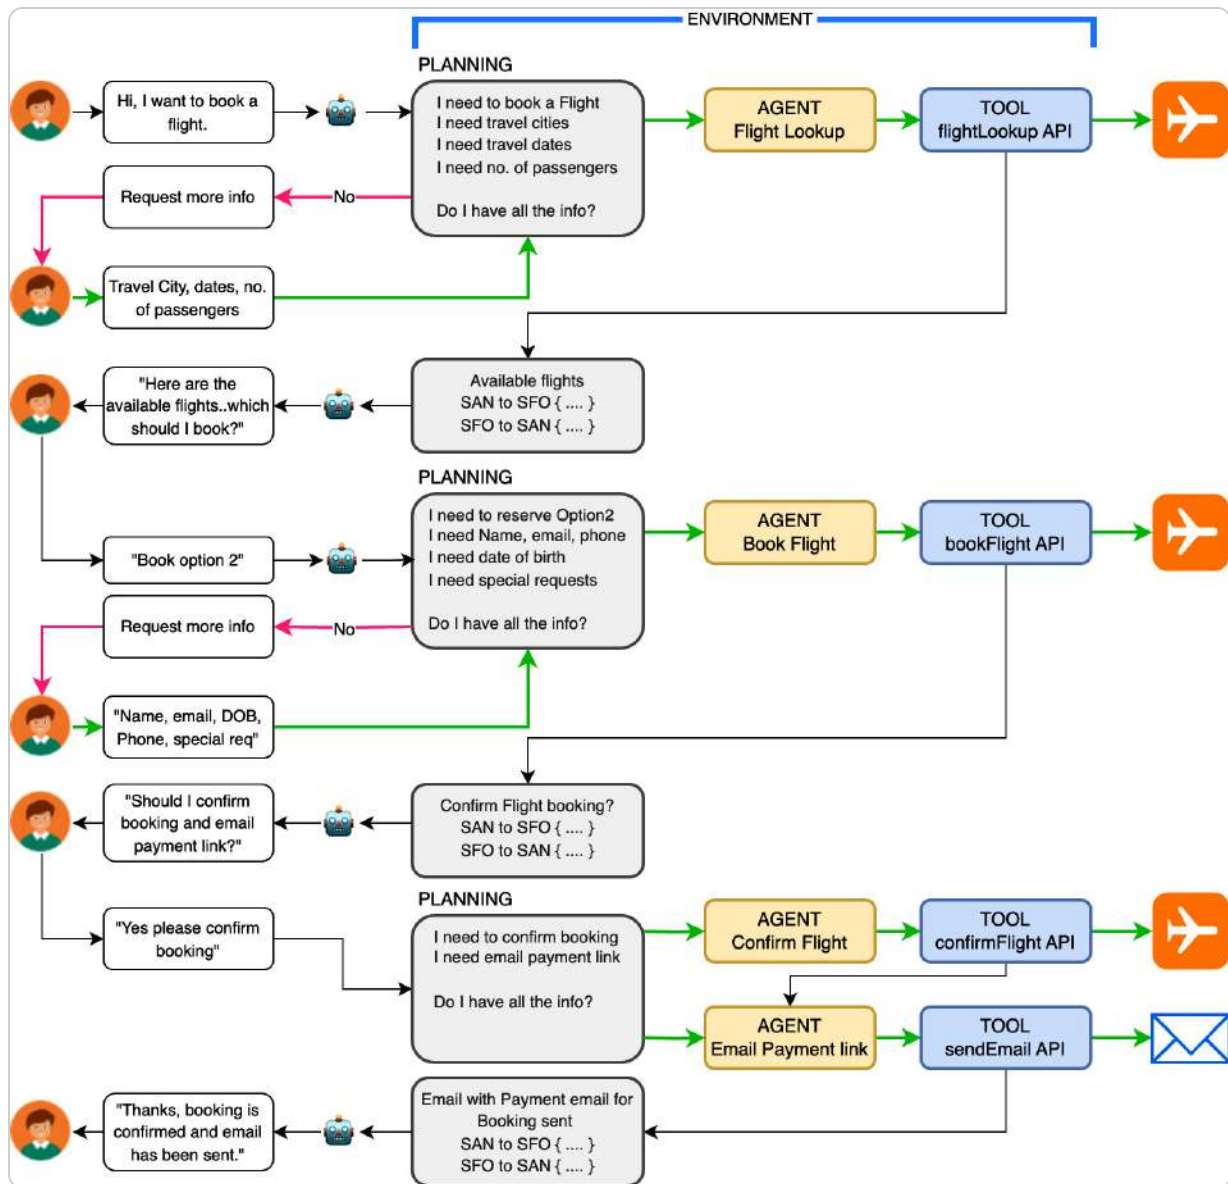 ENVIRONMENT
PLANNING
Hi, I want to book a
flight.
I need to book a Flight
I need travel cities
I need travel dates
I need no. of passengers
Do I have all the info?
AGENT
Flight Lookup
TOOL
flightLookup API
Request more info
No
Travel City, dates, no.
of passengers
"Here are the
available flights..which
should I book?"
Available flights
SAN to SFO { .... }
SFO to SAN { .... }
PLANNING
"Book option 2"
I need to reserve Option2
I need Name, email, phone
I need date of birth
I need special requests
Do I have all the info?
AGENT
Book Flight
TOOL
bookFlight API
Request more info
No
"Name, email, DOB,
Phone, special req"
"Should I confirm
booking and email
payment link?"
Confirm Flight booking?
SAN to SFO { .... }
SFO to SAN { .... }
PLANNING
"Yes please confirm
booking"
I need to confirm booking
I need email payment link
Do I have all the info?
AGENT
Confirm Flight
TOOL
confirmFlight API
AGENT
Email Payment link
TOOL
sendEmail API
"Thanks, booking is
confirmed and email
has been sent."
Email with Payment email for
Booking sent
SAN to SFO { .... }
SFO to SAN { .... }